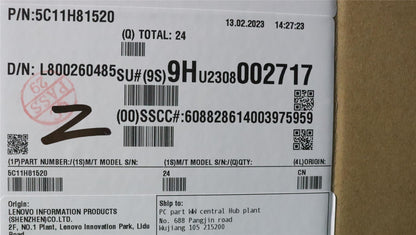 P/N:5C11H81520
13.02.2023 14:27:23
(Q) TOTAL: 24
D/N: L800260485 SU#(9S) 9H U2308 002717
PASS
29
(00)SSCC#:608828614003975959
(1P)PART NUMBER:/(1S)M/T MODEL S/N: (1S)M/T MODEL S/N:(Q)QTY: (4L)ORIGIN:
5C11H81520 24 CN
Origin: Ship to:
LENOVO INFORMATION PRODUCTS PC part WW central Hub plant
(SHENZHEN)CO.LTD. No. 688 Pangjin road
2F, NO.1 Plant, Lenovo Innovation Park, Lido Wujiang 105 215200
Road